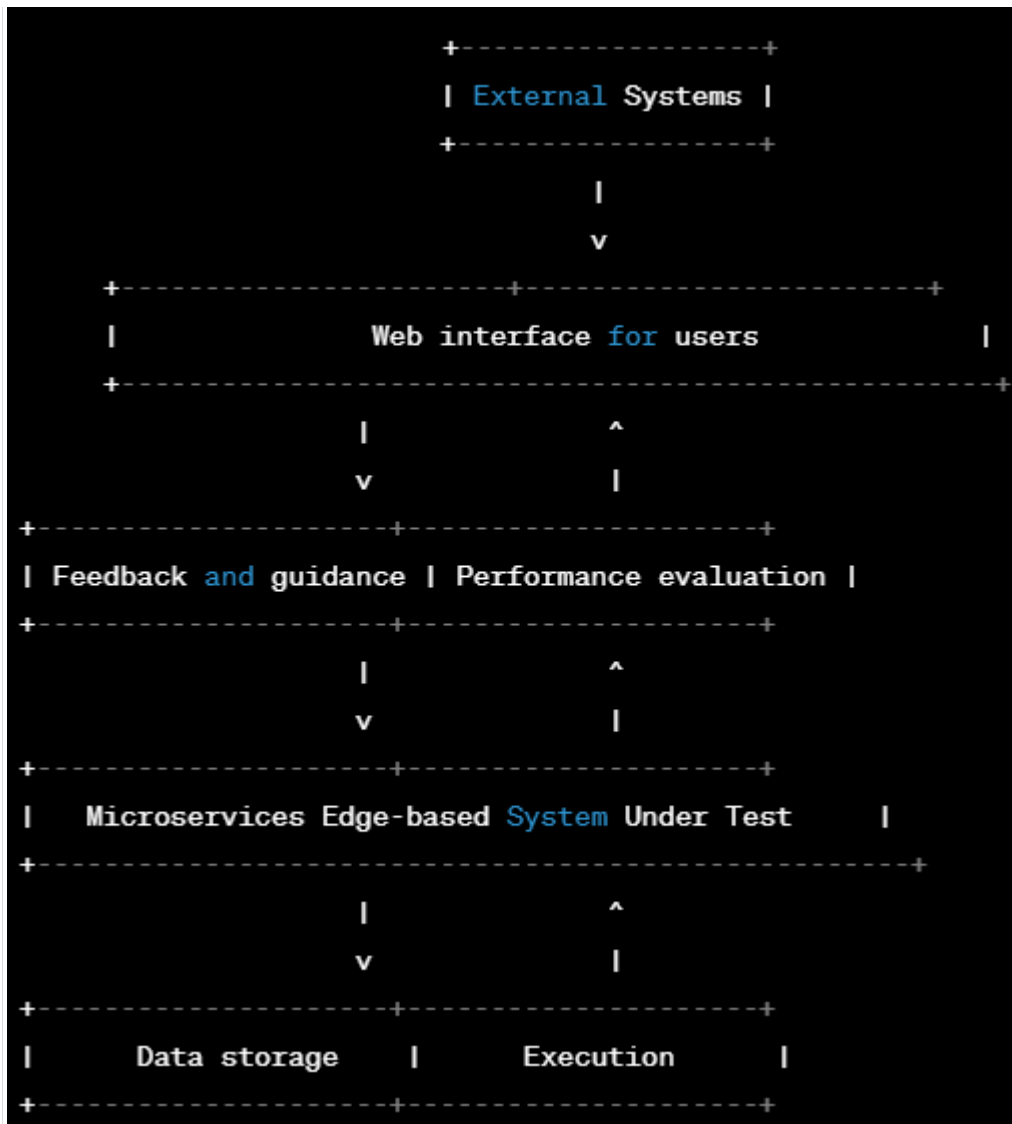 +------------------+
| External Systems |
+------------------+
|
v
+-----------------------+------------------------+
| Web interface for users |
+----------------------------------------------------+
| ^
v |
+---------------------+---------------------+
| Feedback and guidance | Performance evaluation |
+---------------------+---------------------+
| ^
v |
+---------------------+---------------------+
| Microservices Edge-based System Under Test |
+----------------------------------------------------+
| ^
v |
+---------------------+---------------------+
| Data storage | Execution |
+---------------------+---------------------+